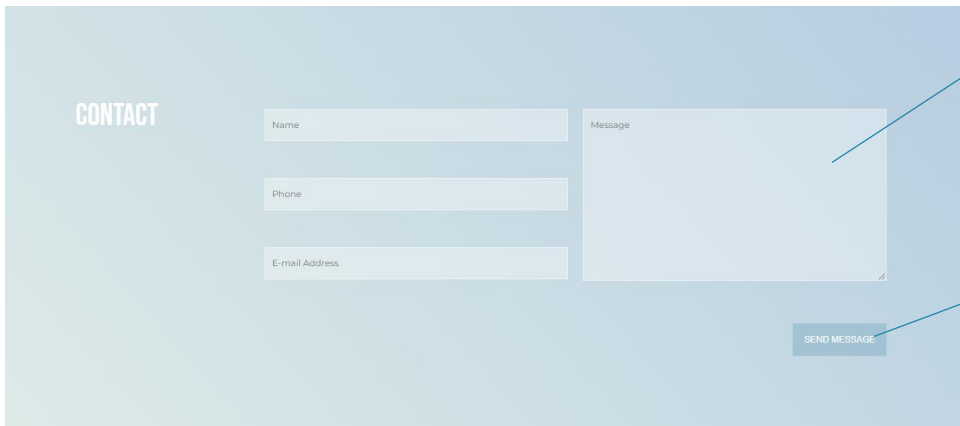 CONTACT
Name
Message
Phone
E-mail Address
SEND MESSAGE